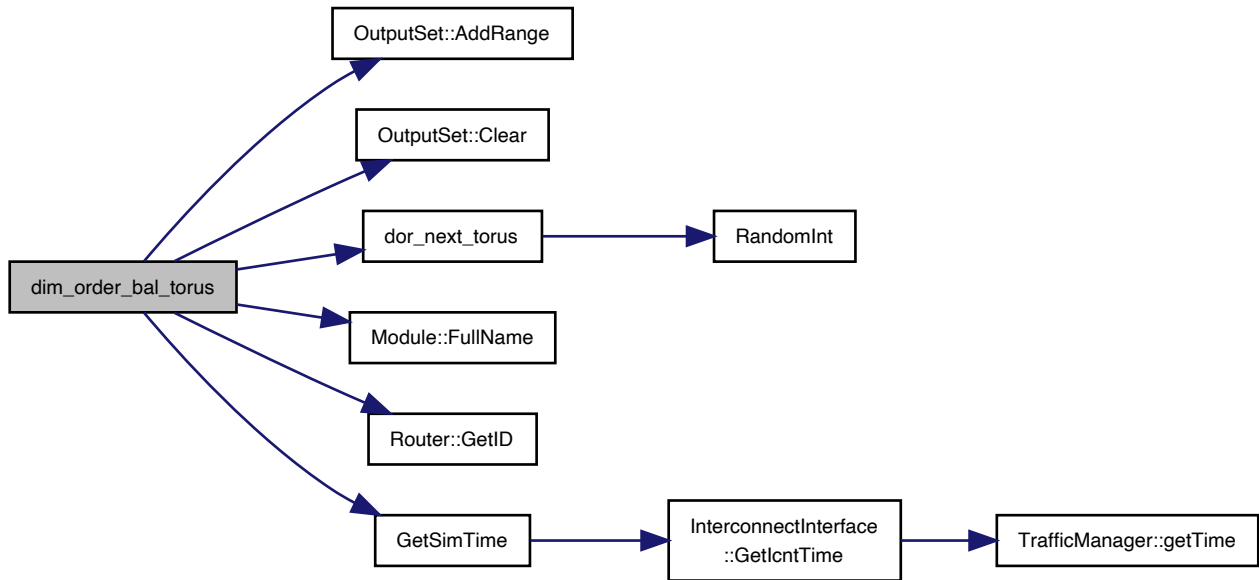 OutputSet::AddRange
OutputSet::Clear
dor_next_torus
RandomInt
dim_order_bal_torus
Module::FullName
Router::GetID
GetSimTime
InterconnectInterface
::GetIcntTime
TrafficManager::getTime